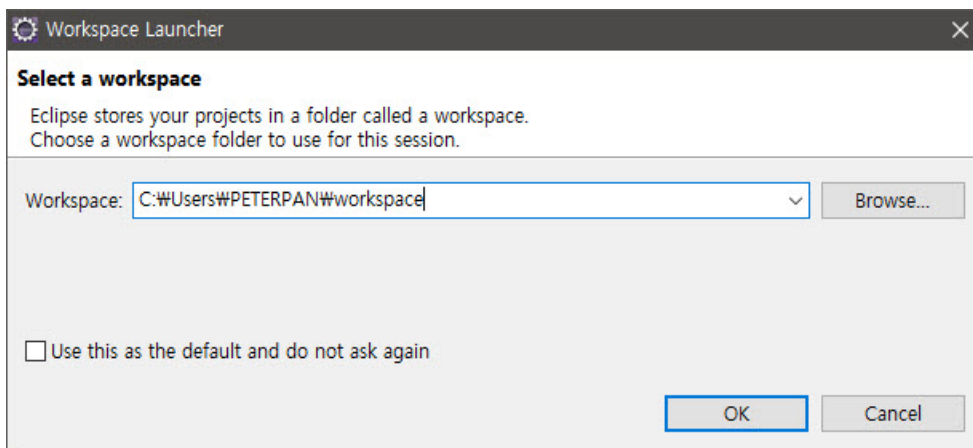 Workspace Launcher
Select a workspace
Eclipse stores your projects in a folder called a workspace.
Choose a workspace folder to use for this session.
Workspace: C:₩Users₩PETERPAN₩workspace Browse...
Use this as the default and do not ask again
OK Cancel